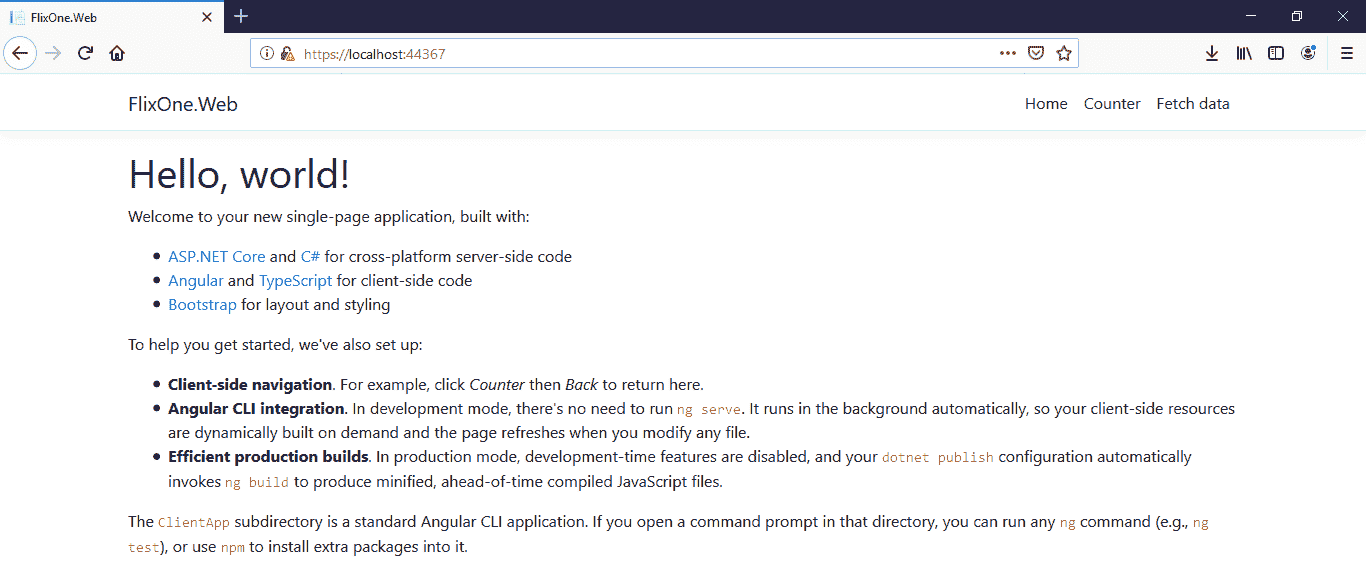 FlixOne.Web
https://localhost:44367
FlixOne.Web
Home Counter Fetch data
Hello, world!
Welcome to your new single-page application, built with:
ASP.NET Core and C# for cross-platform server-side code
Angular and TypeScript for client-side code
Bootstrap for layout and styling
To help you get started, we've also set up:
Client-side navigation. For example, click Counter then Back to return here.
Angular CLI integration. In development mode, there's no need to run ng serve. It runs in the background automatically, so your client-side resources
are dynamically built on demand and the page refreshes when you modify any file.
Efficient production builds. In production mode, development-time features are disabled, and your dotnet publish configuration automatically
invokes ng build to produce minified, ahead-of-time compiled JavaScript files.
The ClientApp subdirectory is a standard Angular CLI application. If you open a command prompt in that directory, you can run any ng command (e.g., ng
test), or use npm to install extra packages into it.